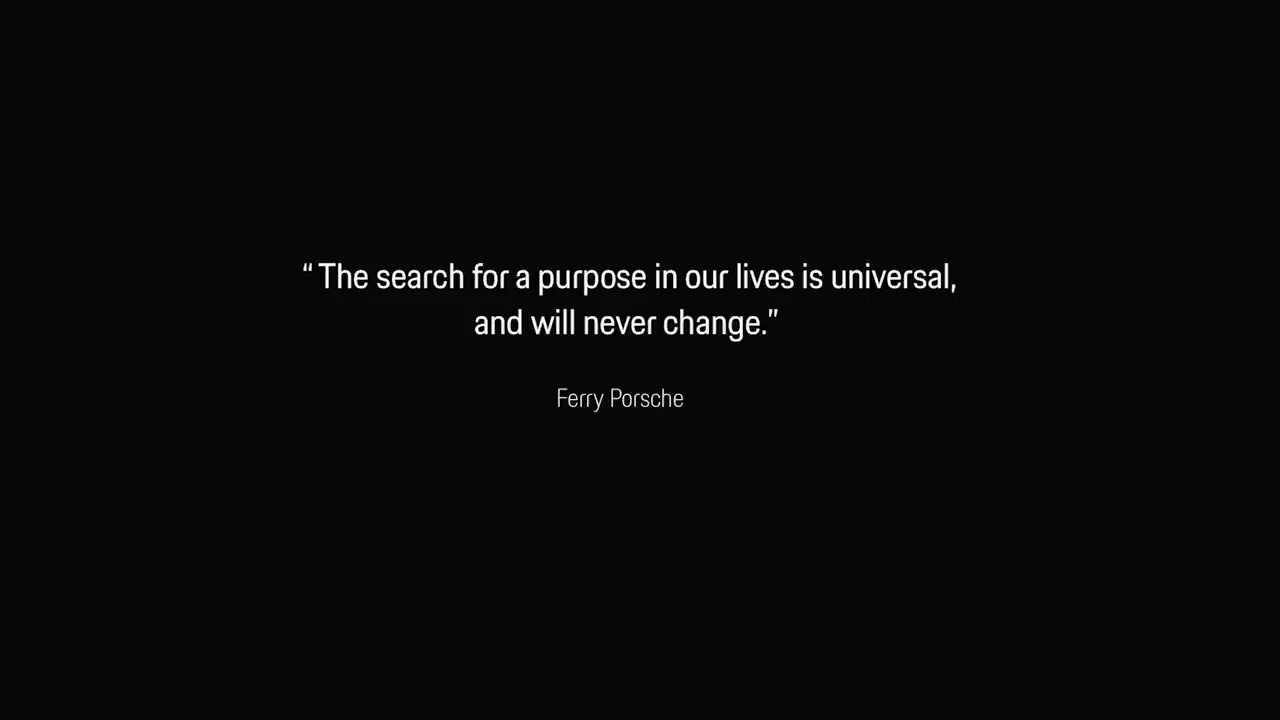 “ The search for a purpose in our lives is universal,
and will never change.”
Ferry Porsche